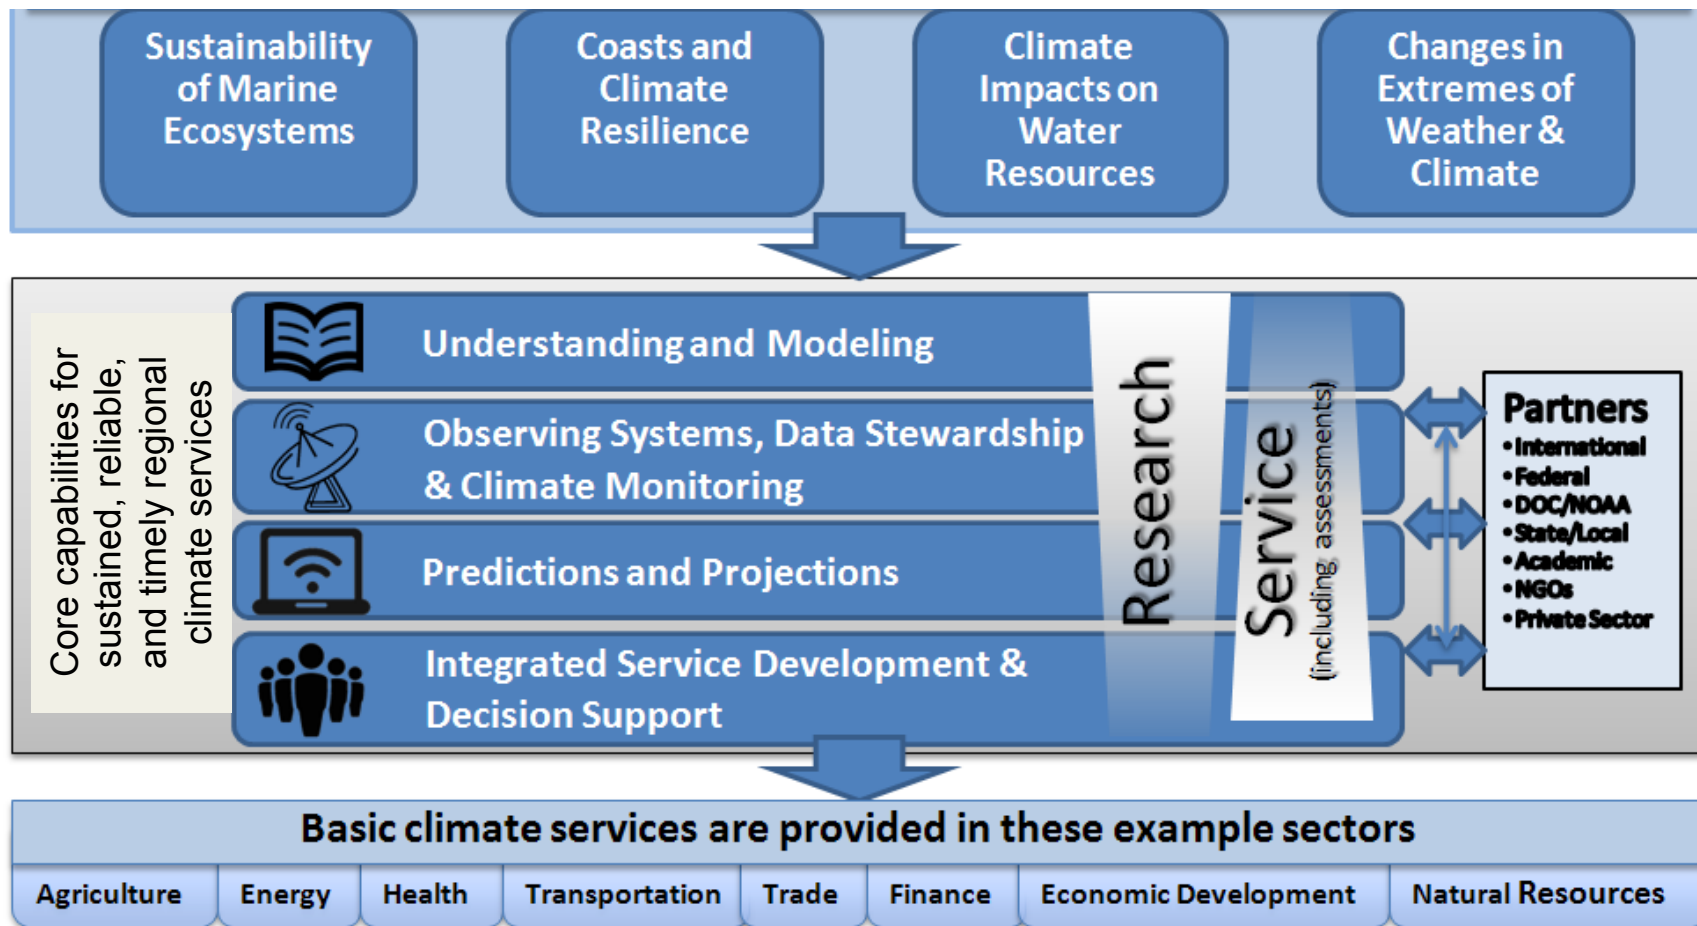 Sustainability
of Marine
Ecosystems
Coasts and
Climate
Resilience
Climate
Impacts on
Water
Resources
Changes in
Extremes of
Weather &
Climate
Core capabilities for
sustained, reliable,
and timely regional
climate services
Understanding and Modeling
Observing Systems, Data Stewardship
& Climate Monitoring
Predictions and Projections
Integrated Service Development &
Decision Support
Research
Service
(including assessments)
Partners
• International
• Federal
• DOC/NOAA
• State/Local
• Academic
• NGOs
• Private Sector
Basic climate services are provided in these example sectors
Agriculture
Energy
Health
Transportation
Trade
Finance
Economic Development
Natural Resources